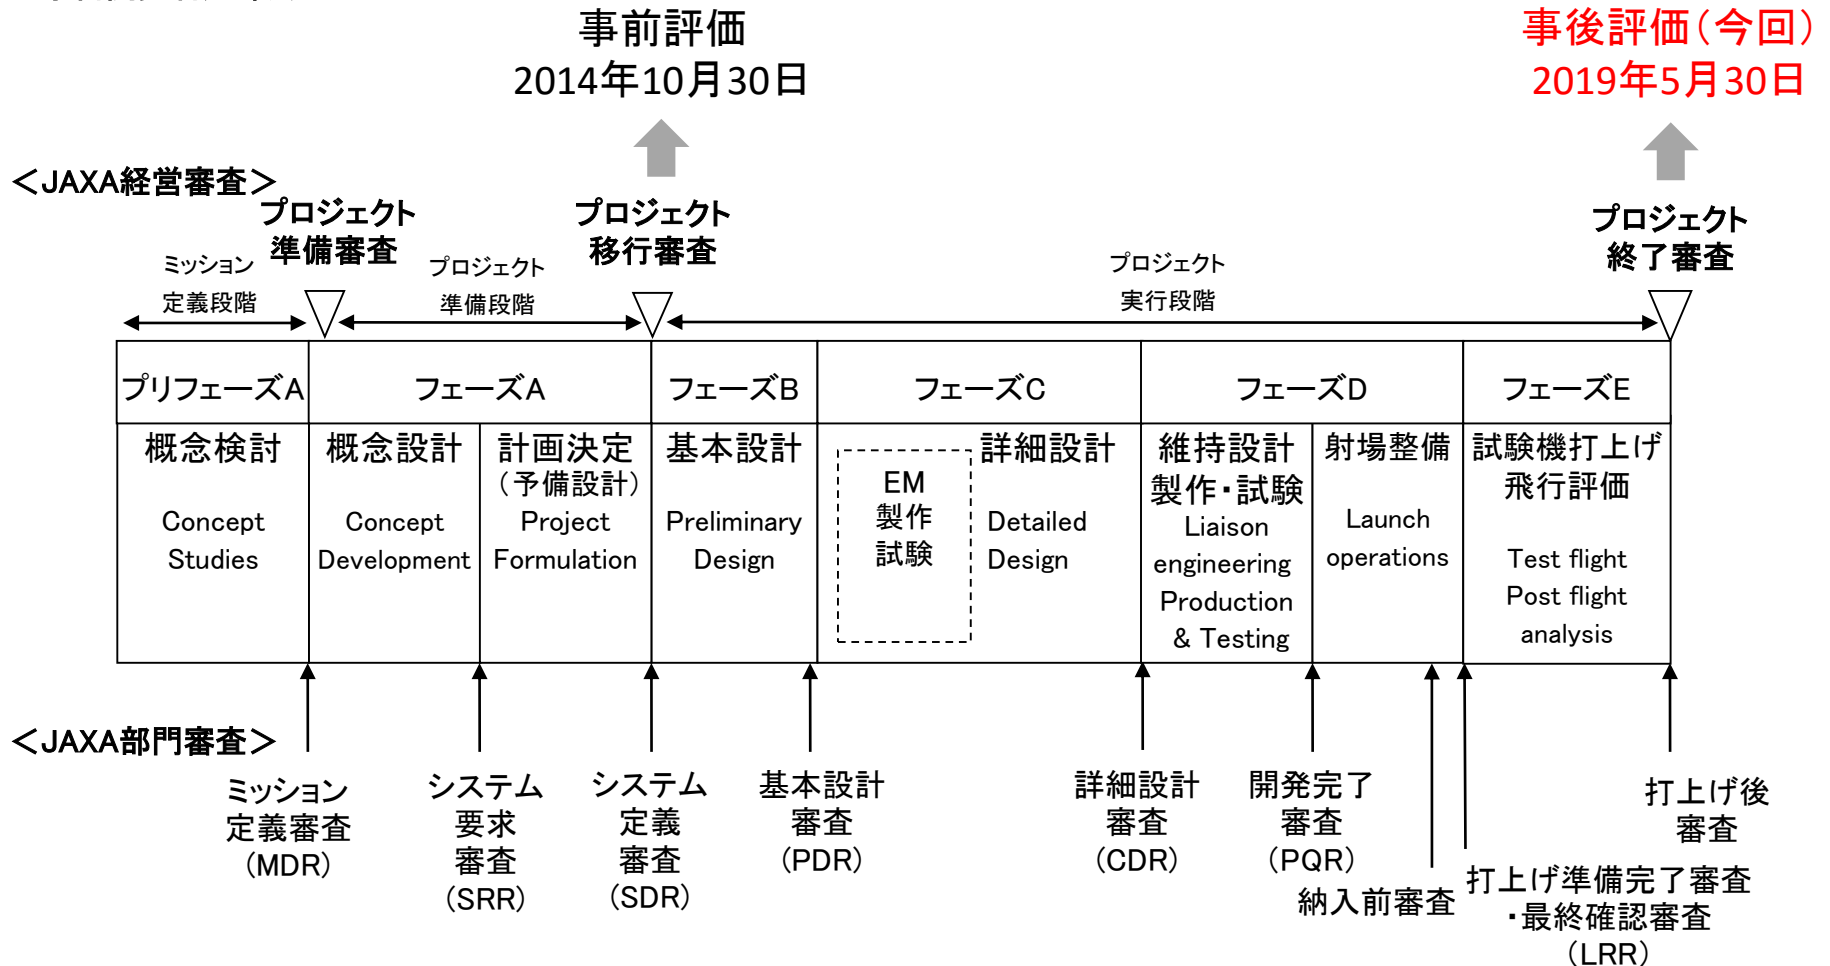 事前評価
2014年10月30日
事後評価(今回)
2019年5月30日
＜JAXA経営審査＞
プロジェクト
準備審査
プロジェクト
移行審査
プロジェクト
終了審査
ミッション
定義段階
プロジェクト
準備段階
プロジェクト
実行段階
プリフェーズA
フェーズA
フェーズB
フェーズC
フェーズD
フェーズE
概念検討
Concept
Studies
概念設計
Concept
Development
計画決定
(予備設計)
Project
Formulation
基本設計
Preliminary
Design
EM
製作
試験
詳細設計
Detailed
Design
維持設計
製作・試験
Liaison
engineering
Production
& Testing
射場整備
Launch
operations
試験機打上げ
飛行評価
Test flight
Post flight
analysis
＜JAXA部門審査＞
ミッション
定義審査
(MDR)
システム
要求
審査
(SRR)
システム
定義
審査
(SDR)
基本設計
審査
(PDR)
詳細設計
審査
(CDR)
開発完了
審査
(PQR)
納入前審査
打上げ準備完了審査
・最終確認審査
(LRR)
打上げ後
審査